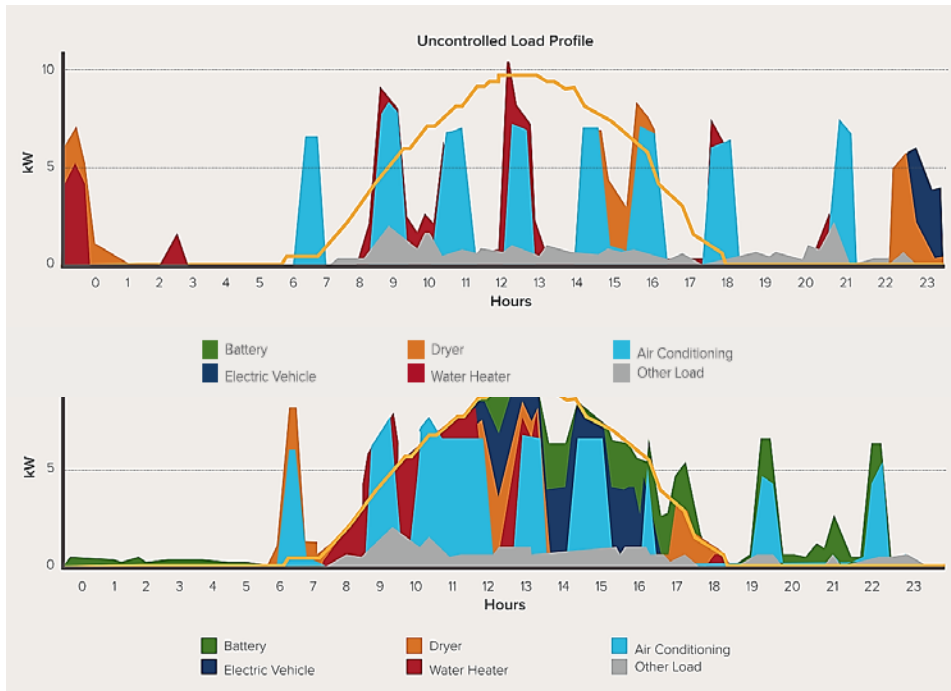 Uncontrolled Load Profile
10
5
0
kW
0 1 2 3 4 5 6 7 8 9 10 11 12 13 14 15 16 17 18 19 20 21 22 23
Hours
Battery Dryer Air Conditioning
Electric Vehicle Water Heater Other Load
5
0
kW
0 1 2 3 4 5 6 7 8 9 10 11 12 13 14 15 16 17 18 19 20 21 22 23
Hours
Battery Dryer Air Conditioning
Electric Vehicle Water Heater Other Load